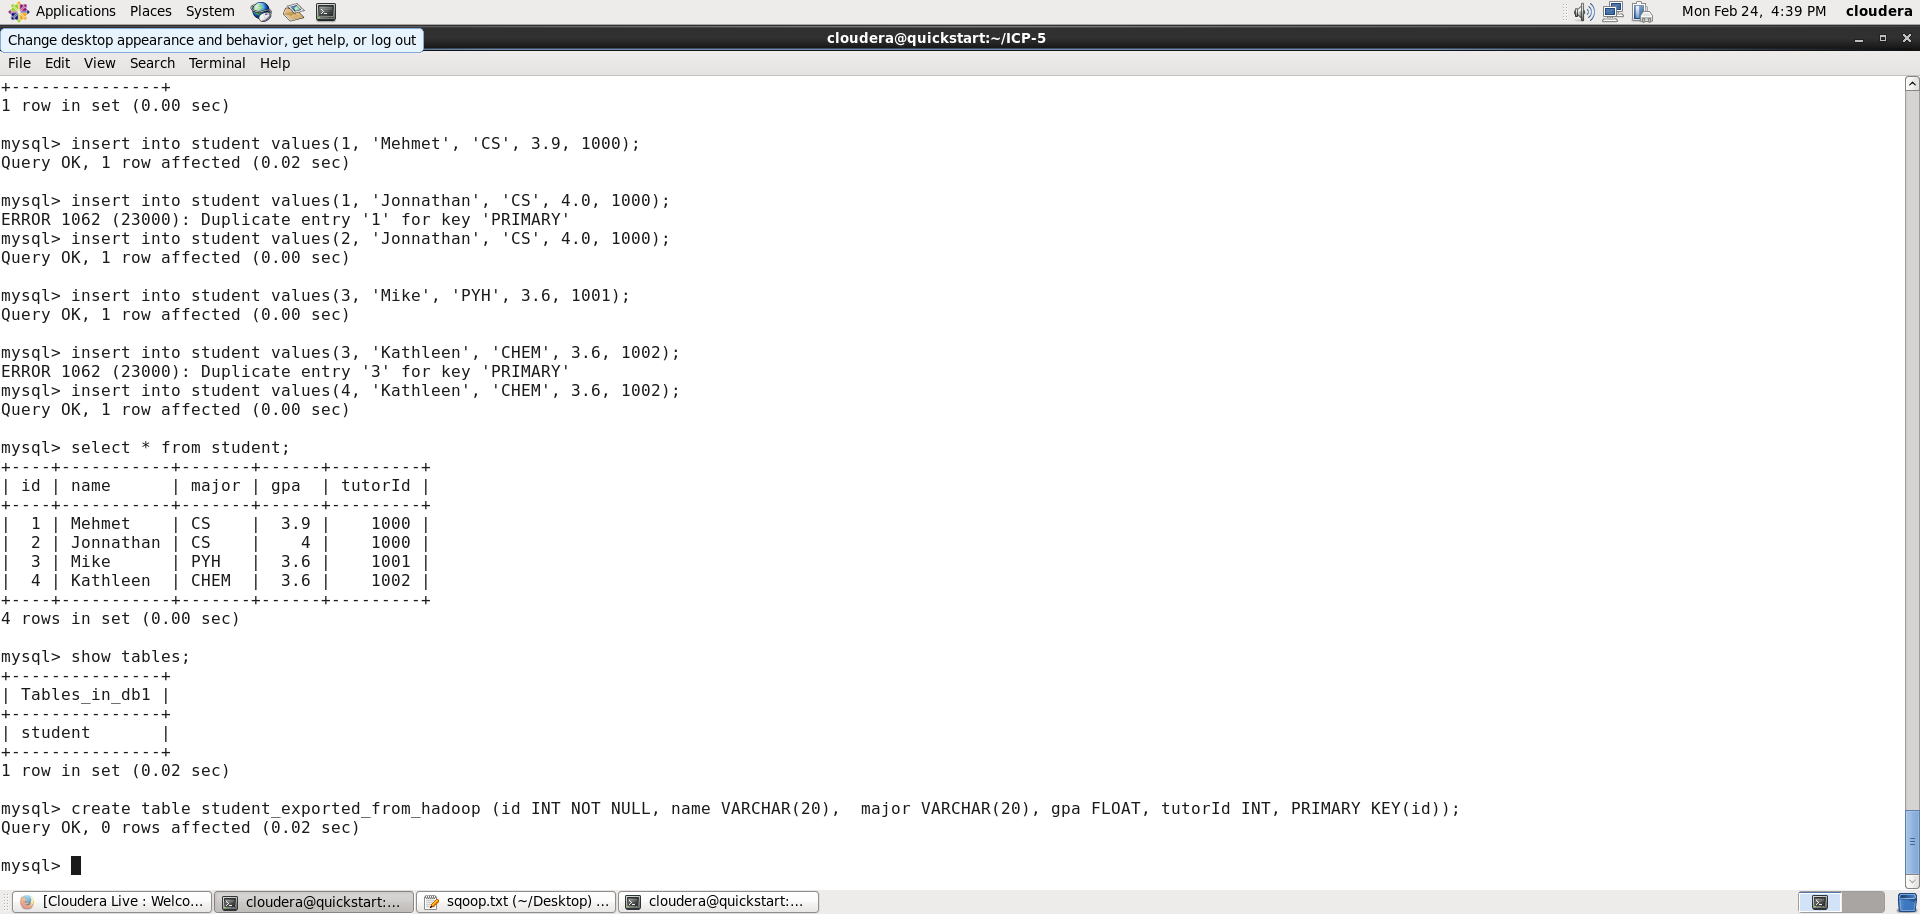 Applications Places System Mon Feb 24, 4:39 PM cloudera
Change desktop appearance and behavior, get help, or log out
cloudera@quickstart:~/ICP-5
File Edit View Search Terminal Help
+---------------+
1 row in set (0.00 sec)
mysql> insert into student values(1, 'Mehmet', 'CS', 3.9, 1000);
Query OK, 1 row affected (0.02 sec)
mysql> insert into student values(1, 'Jonnathan', 'CS', 4.0, 1000);
ERROR 1062 (23000): Duplicate entry '1' for key 'PRIMARY'
mysql> insert into student values(2, 'Jonnathan', 'CS', 4.0, 1000);
Query OK, 1 row affected (0.00 sec)
mysql> insert into student values(3, 'Mike', 'PYH', 3.6, 1001);
Query OK, 1 row affected (0.00 sec)
mysql> insert into student values(3, 'Kathleen', 'CHEM', 3.6, 1002);
ERROR 1062 (23000): Duplicate entry '3' for key 'PRIMARY'
mysql> insert into student values(4, 'Kathleen', 'CHEM', 3.6, 1002);
Query OK, 1 row affected (0.00 sec)
mysql> select * from student;
+----+-----------+-------+------+---------+
| id | name      | major | gpa  | tutorId |
+----+-----------+-------+------+---------+
|  1 | Mehmet    | CS    |  3.9 |    1000 |
|  2 | Jonnathan | CS    |    4 |    1000 |
|  3 | Mike      | PYH   |  3.6 |    1001 |
|  4 | Kathleen  | CHEM  |  3.6 |    1002 |
+----+-----------+-------+------+---------+
4 rows in set (0.00 sec)
mysql> show tables;
+---------------+
| Tables_in_db1 |
+---------------+
| student       |
+---------------+
1 row in set (0.02 sec)
mysql> create table student_exported_from_hadoop (id INT NOT NULL, name VARCHAR(20),  major VARCHAR(20), gpa FLOAT, tutorId INT, PRIMARY KEY(id));
Query OK, 0 rows affected (0.02 sec)
mysql>
[Cloudera Live : Welco... cloudera@quickstart:... sqoop.txt (~/Desktop) ... cloudera@quickstart:...